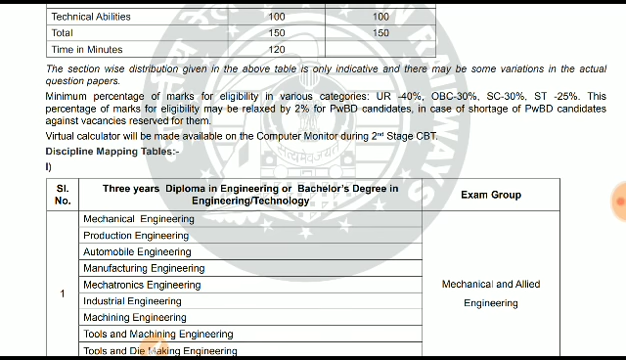 Technical Abilities 100 100
Total 150 150
Time in Minutes 120
The section wise distribution given in the above table is only indicative and there may be some variations in the actual
question papers.
Minimum percentage of marks for eligibility in various categories: UR -40%, OBC-30%, SC-30%, ST -25%. This
percentage of marks for eligibility may be relaxed by 2% for PwBD candidates, in case of shortage of PwBD candidates
against vacancies reserved for them.
Virtual calculator will be made available on the Computer Monitor during 2nd Stage CBT.
Discipline Mapping Tables:-
I)
Sl. No. Three years Diploma in Engineering or Bachelor's Degree in Engineering/Technology Exam Group
Mechanical Engineering
Production Engineering
Automobile Engineering
Manufacturing Engineering
1 Mechatronics Engineering Mechanical and Allied Engineering
Industrial Engineering
Machining Engineering
Tools and Machining Engineering
Tools and Die Making Engineering
सत्यमेव जयते
RAILWAYS